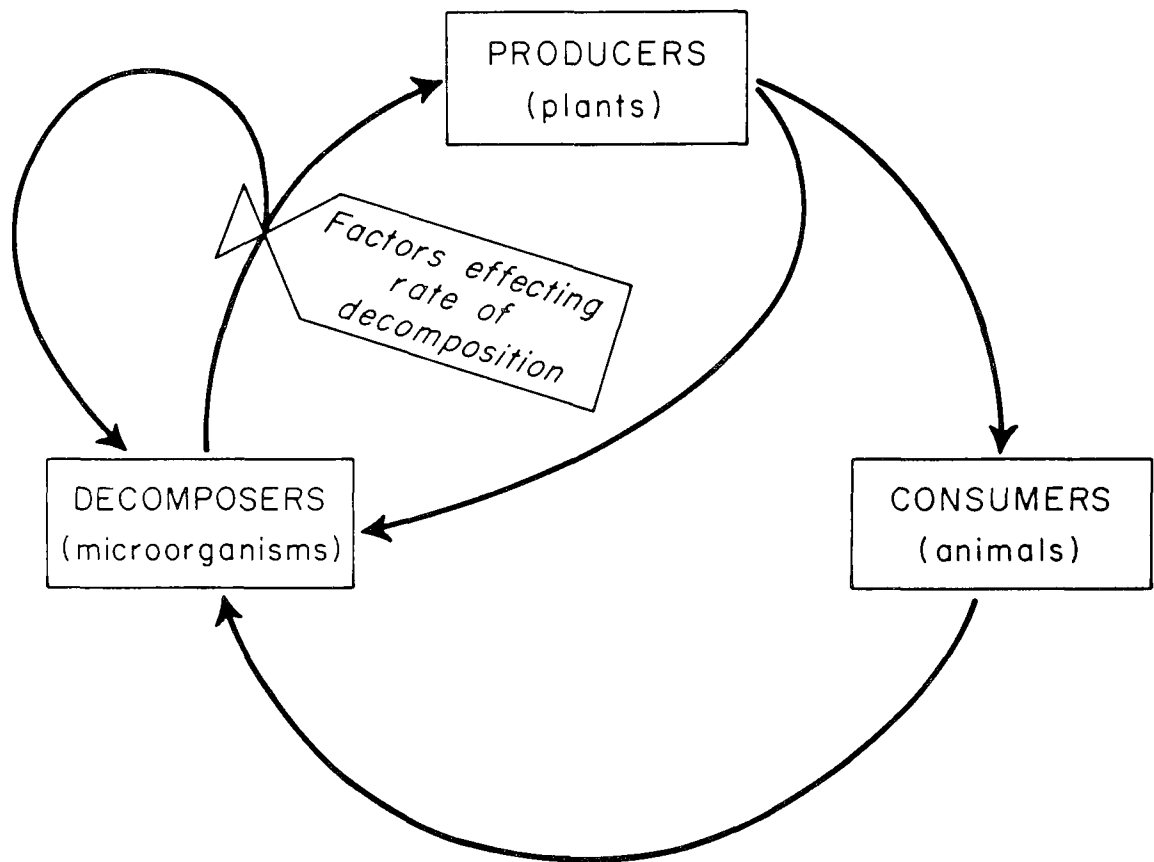 PRODUCERS
(plants)
Factors effecting
rate of
decomposition
DECOMPOSERS
(microorganisms)
CONSUMERS
(animals)